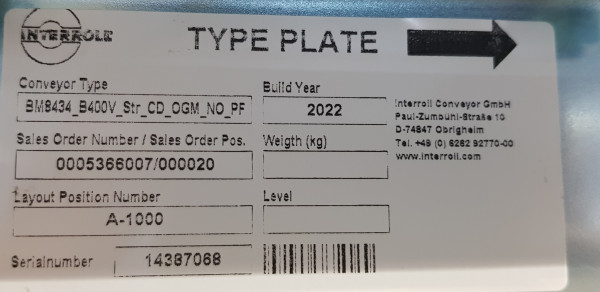 INTERROLL
TYPE PLATE
Conveyor Type
BM8434_B400V_Str_CD_OGM_NO_PF
Build Year
2022
Interroll Conveyor GmbH
Paul-Zumbühl-Straße 10
D-74847 Obrigheim
Tel. +49 (0) 6262 92770-00
www.interroll.com
Sales Order Number / Sales Order Pos.
0005366007/000020
Weigth (kg)
Layout Position Number
A-1000
Level
Serialnumber
14387068